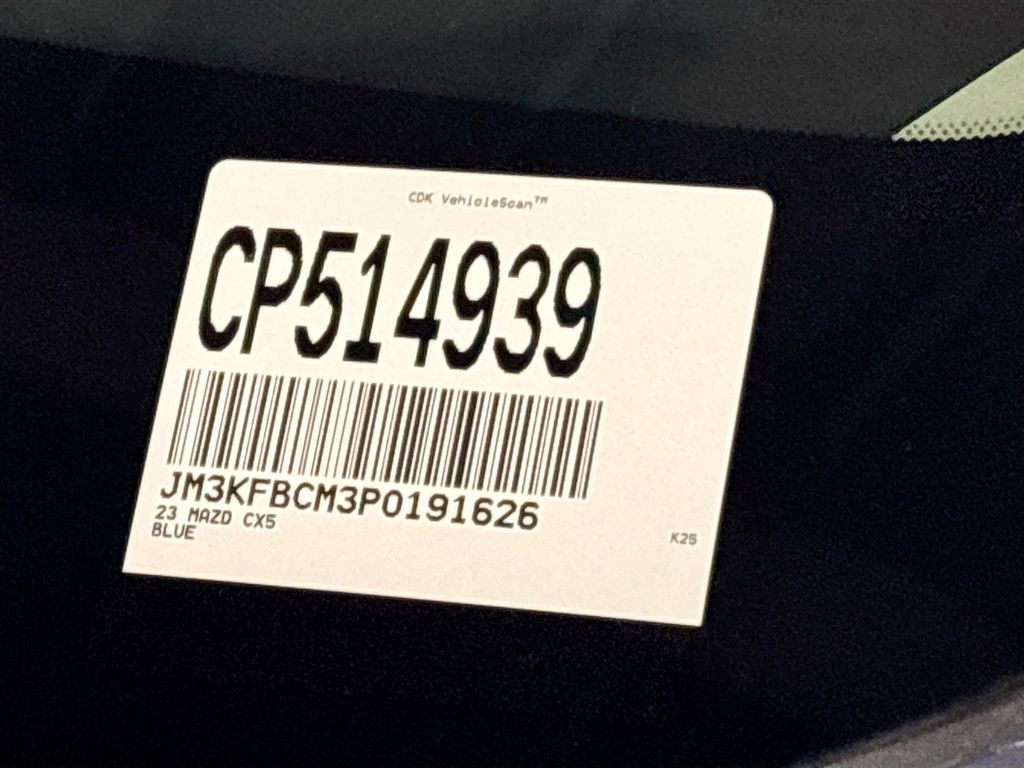 CDK VehicleScan™
CP514939
JM3KFBCM3P0191626
23 MAZD CX5
BLUE
K25